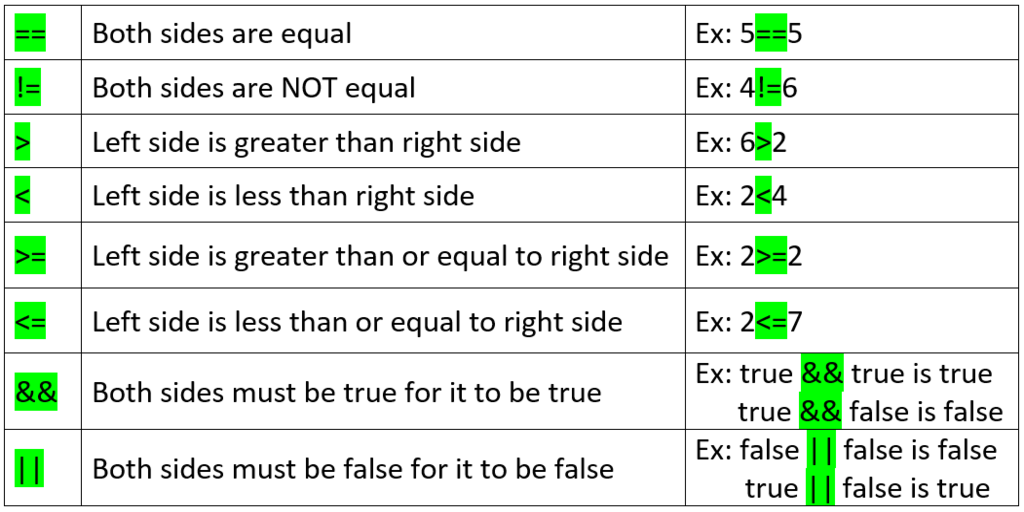 == Both sides are equal Ex: 5==5
!= Both sides are NOT equal Ex: 4!=6
> Left side is greater than right side Ex: 6>2
< Left side is less than right side Ex: 2<4
>= Left side is greater than or equal to right side Ex: 2>=2
<= Left side is less than or equal to right side Ex: 2<=7
&& Both sides must be true for it to be true Ex: true && true is true
true && false is false
|| Both sides must be false for it to be false Ex: false || false is false
true || false is true